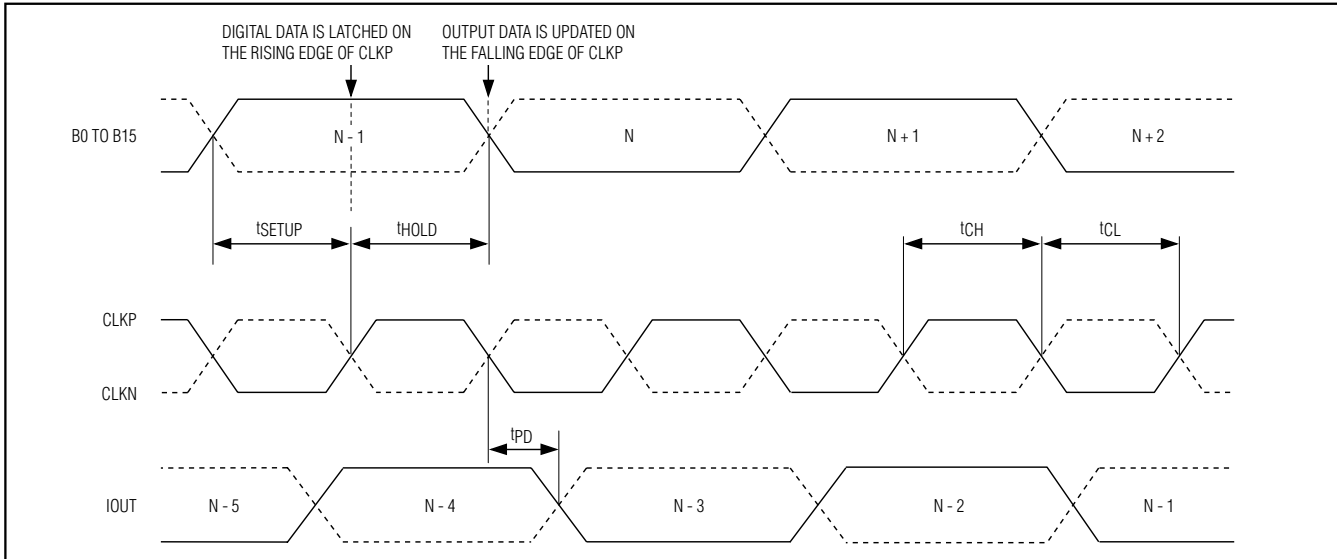 DIGITAL DATA IS LATCHED ON
THE RISING EDGE OF CLKP
OUTPUT DATA IS UPDATED ON
THE FALLING EDGE OF CLKP
B0 TO B15
N - 1
N
N + 1
N + 2
tSETUP
tHOLD
tCH
tCL
CLKP
CLKN
tPD
IOUT
N - 5
N - 4
N - 3
N - 2
N - 1